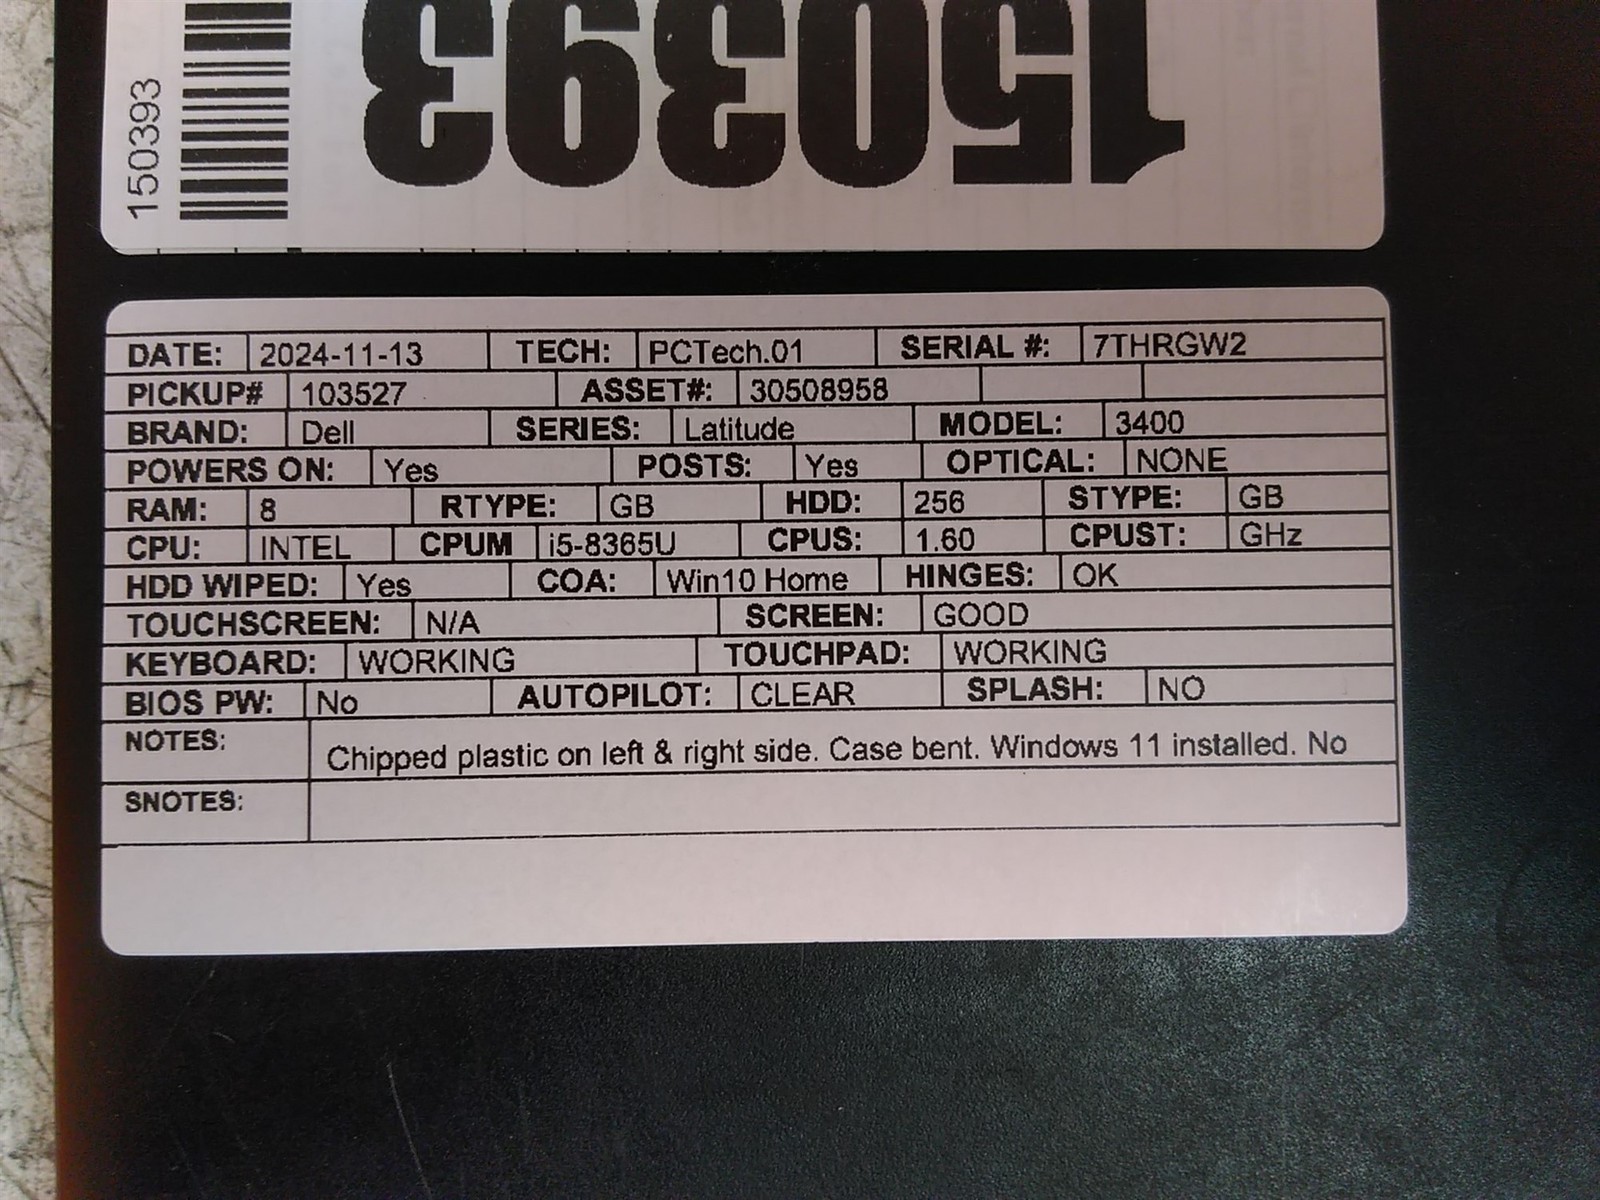 150393
150393
DATE: 2024-11-13 TECH: PCTech.01 SERIAL #: 7THRGW2
PICKUP# 103527 ASSET#: 30508958
BRAND: Dell SERIES: Latitude MODEL: 3400
POWERS ON: Yes POSTS: Yes OPTICAL: NONE
RAM: 8 RTYPE: GB HDD: 256 STYPE: GB
CPU: INTEL CPUM i5-8365U CPUS: 1.60 CPUST: GHz
HDD WIPED: Yes COA: Win10 Home HINGES: OK
TOUCHSCREEN: N/A SCREEN: GOOD
KEYBOARD: WORKING TOUCHPAD: WORKING
BIOS PW: No AUTOPILOT: CLEAR SPLASH: NO
NOTES: Chipped plastic on left & right side. Case bent. Windows 11 installed. No
SNOTES: